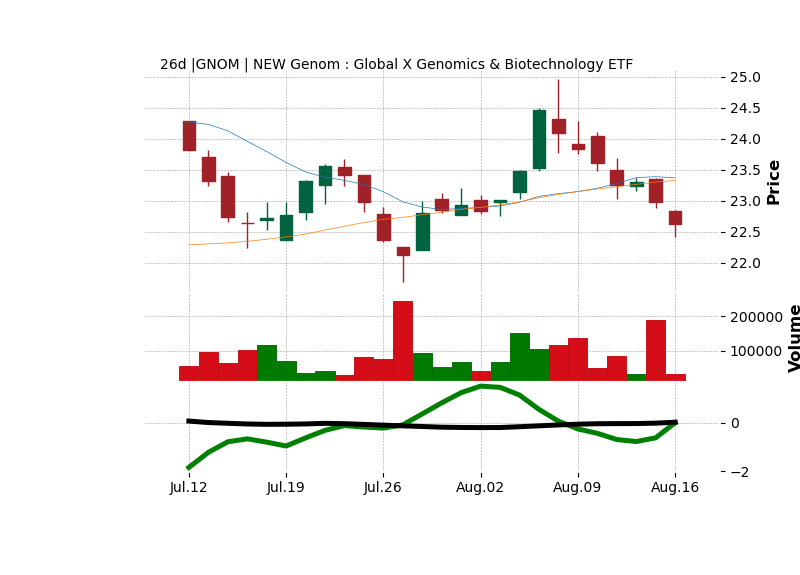 26d |GNOM | NEW Genom : Global X Genomics & Biotechnology ETF
25.0
24.5
24.0
23.5
23.0
22.5
22.0
Price
200000
100000
Volume
0
−2
Jul.12 Jul.19 Jul.26 Aug.02 Aug.09 Aug.16